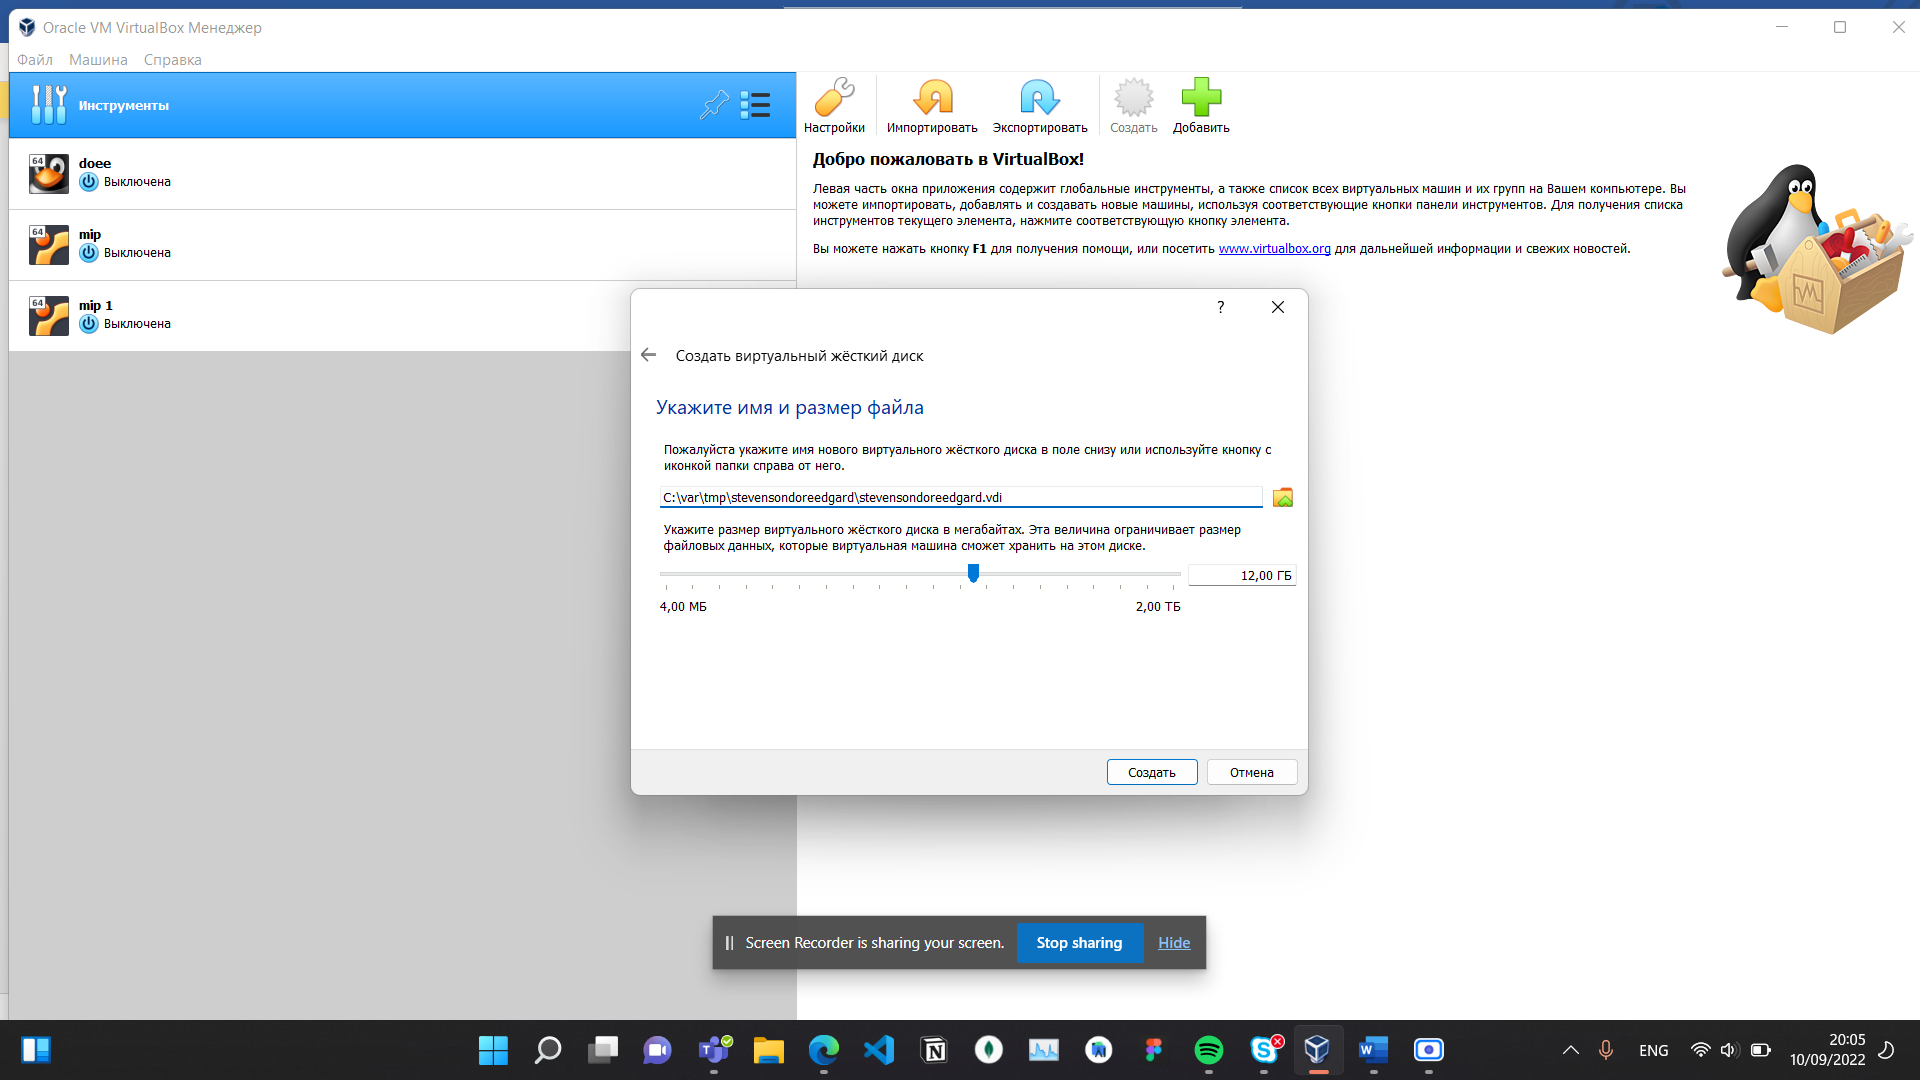 Oracle VM VirtualBox Менеджер
Файл Машина Справка
Инструменты
Настройки Импортировать Экспортировать Создать Добавить
64 doee
Выключена
64 mip
Выключена
64 mip 1
Выключена
Добро пожаловать в VirtualBox!
Левая часть окна приложения содержит глобальные инструменты, а также список всех виртуальных машин и их групп на Вашем компьютере. Вы
можете импортировать, добавлять и создавать новые машины, используя соответствующие кнопки панели инструментов. Для получения списка
инструментов текущего элемента, нажмите соответствующую кнопку элемента.
Вы можете нажать кнопку F1 для получения помощи, или посетить www.virtualbox.org для дальнейшей информации и свежих новостей.
?
Создать виртуальный жёсткий диск
Укажите имя и размер файла
Пожалуйста укажите имя нового виртуального жёсткого диска в поле снизу или используйте кнопку с
иконкой папки справа от него.
C:\var\tmp\stevensondoreedgard\stevensondoreedgard.vdi
Укажите размер виртуального жёсткого диска в мегабайтах. Эта величина ограничивает размер
файловых данных, которые виртуальная машина сможет хранить на этом диске.
12,00 ГБ
4,00 МБ 2,00 ТБ
Создать Отмена
Screen Recorder is sharing your screen. Stop sharing Hide
ENG
20:05
10/09/2022